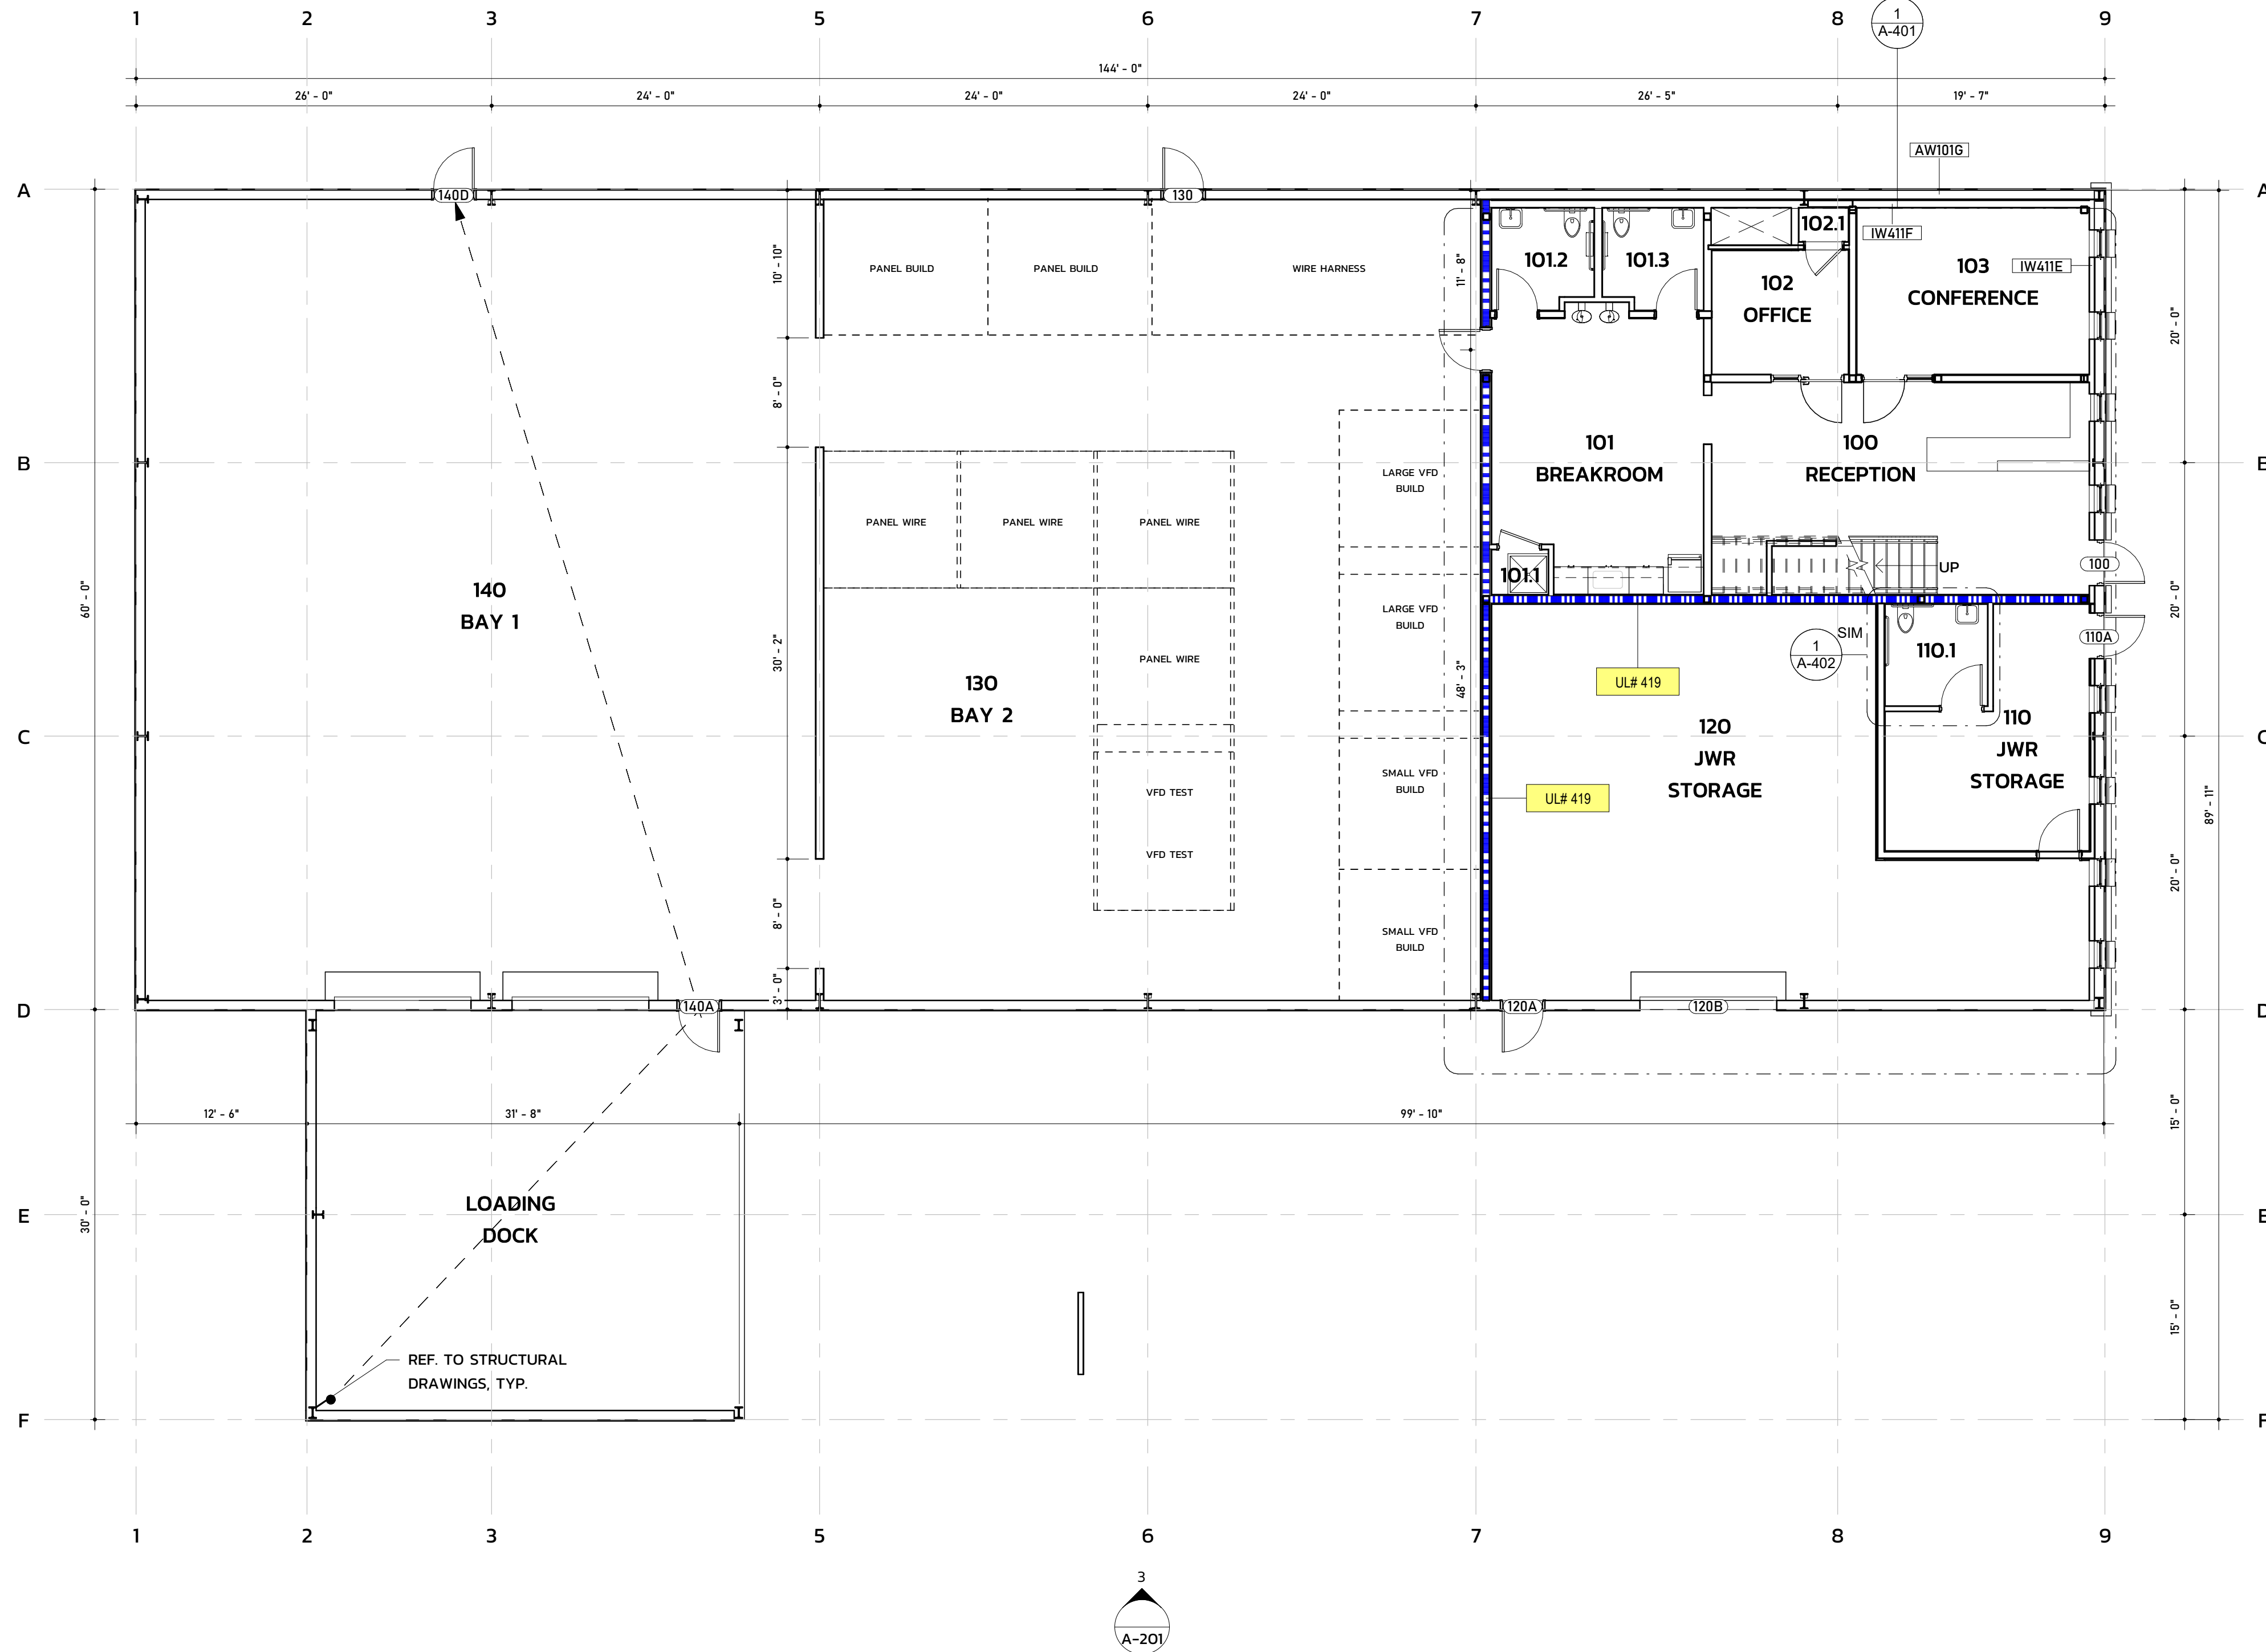 1 2 3 5 6 7 8 9
1
A-401
144' - 0"
26' - 0" 24' - 0" 24' - 0" 24' - 0" 26' - 5" 19' - 7"
AW101G
A
140D
130
A
102.1
IW411F
10' - 10"
PANEL BUILD
PANEL BUILD
WIRE HARNESS
11' - 8"
101.2
101.3
102
OFFICE
103
CONFERENCE
IW411E
20' - 0"
8' - 0"
B
LARGE VFD
BUILD
101
BREAKROOM
100
RECEPTION
PANEL WIRE
PANEL WIRE
PANEL WIRE
140
BAY 1
60' - 0"
30' - 2"
LARGE VFD
BUILD
101.1
UP
100
20' - 0"
PANEL WIRE
130
BAY 2
48' - 3"
UL# 419
SIM
1
A-402
110.1
110A
C
120
JWR
STORAGE
110
JWR
STORAGE
SMALL VFD
BUILD
VFD TEST
UL# 419
89' - 11"
VFD TEST
20' - 0"
8' - 0"
SMALL VFD
BUILD
3' - 0"
D
140A
120A
120B
12' - 6"
31' - 8"
99' - 10"
15' - 0"
LOADING
DOCK
E
30' - 0"
15' - 0"
REF. TO STRUCTURAL
DRAWINGS, TYP.
F
1 2 3 5 6 7 8 9
3
A-201